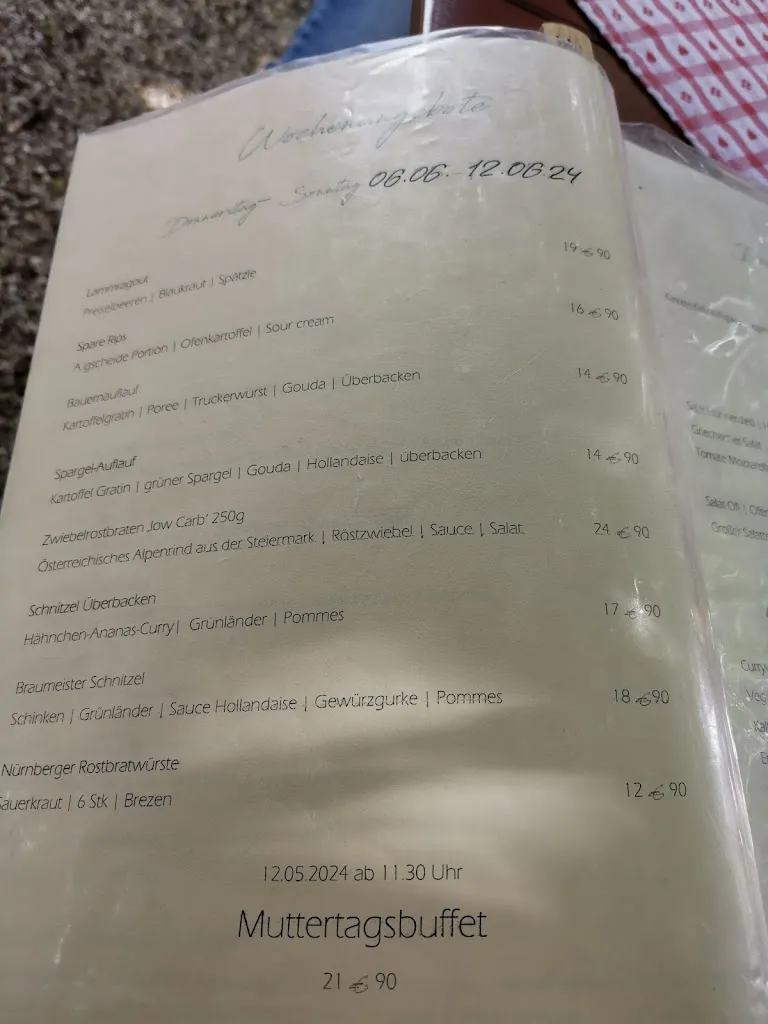 Wochenangebote
Donnerstag - Sonntag 06.06. - 12.06.24
Lammragout
Preiselbeeren | Blaukraut | Spätzle 19 € 90
Spare Rips
A gscheide Portion | Ofenkartoffel | Sour cream 16 € 90
Bauernauflauf
Kartoffelgratin | Poree | Truckerwurst | Gouda | Überbacken 14 € 90
Spargel-Auflauf
Kartoffel Gratin | grüner Spargel | Gouda | Hollandaise | überbacken 14 € 90
Zwiebelrostbraten ‚low Carb' 250g
Österreichisches Alpenrind aus der Steiermark | Röstzwiebel | Sauce | Salat 24 € 90
Schnitzel Überbacken
Hähnchen-Ananas-Curry| Grünländer | Pommes 17 € 90
Braumeister Schnitzel
Schinken | Grünländer | Sauce Hollandaise | Gewürzgurke | Pommes 18 € 90
Nürnberger Rostbratwürste
Sauerkraut | 6 Stk | Brezen 12 € 90
12.05.2024 ab 11.30 Uhr
Muttertagsbuffet
21 € 90
Tomate
Großer
Curry